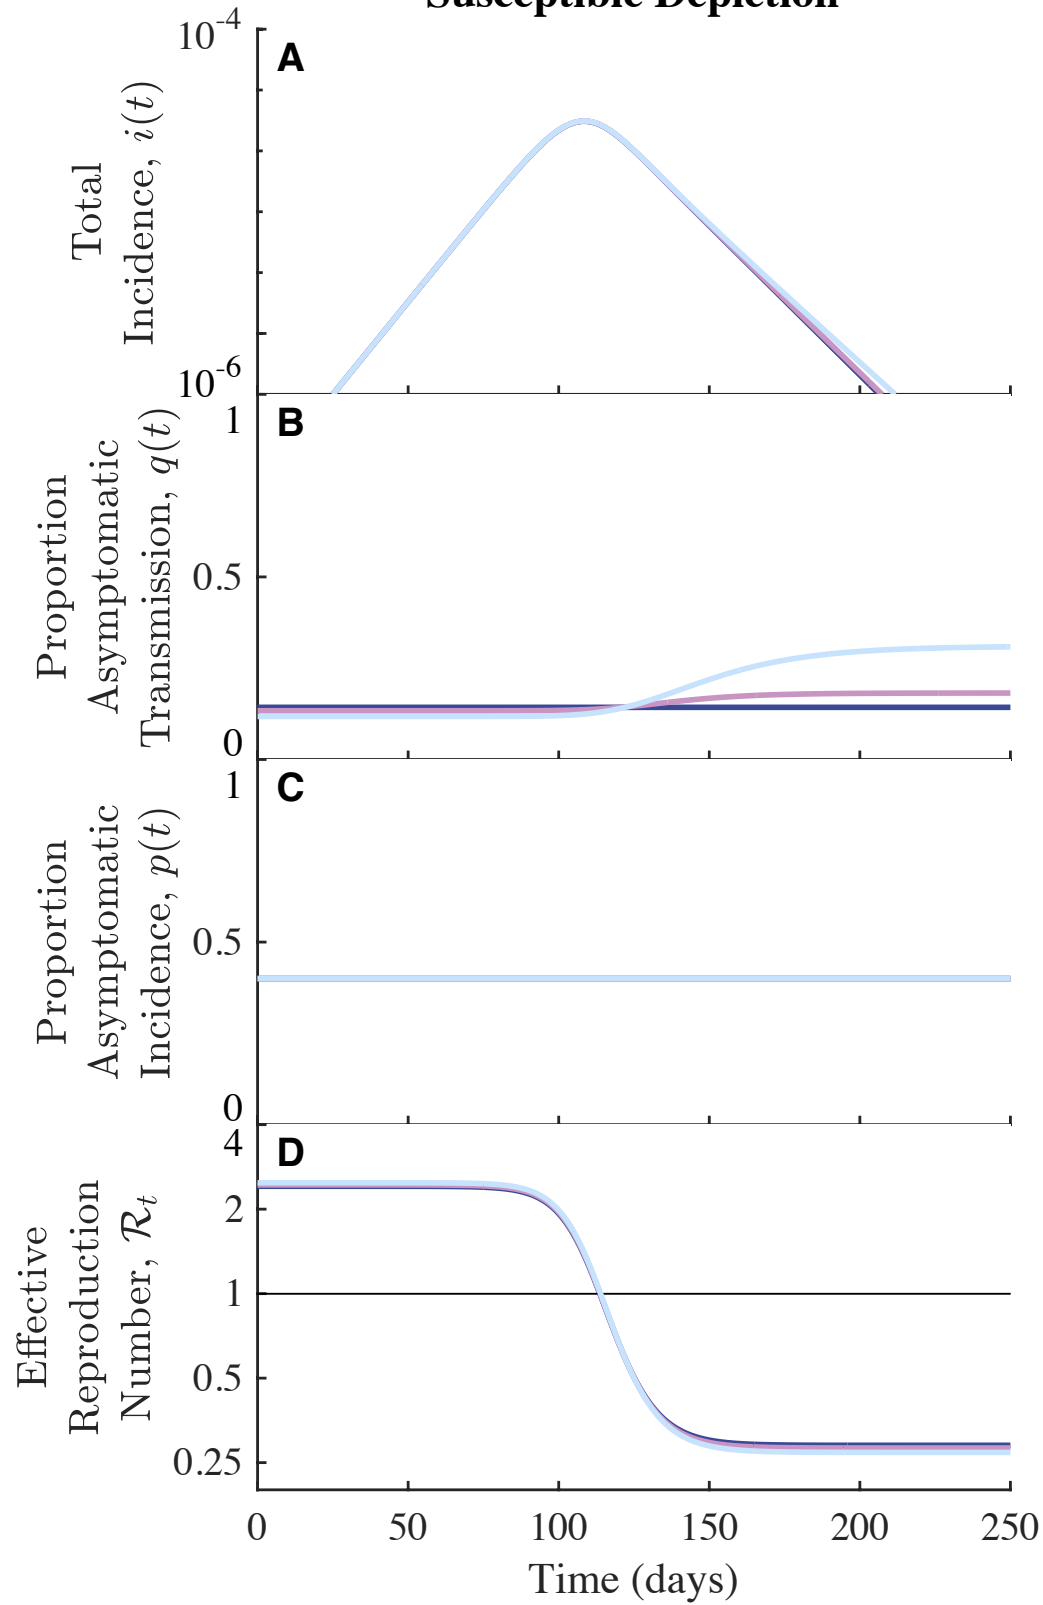 Susceptible Depletion
A
10^-4
10^-6
Total
Incidence, i(t)
B
1
0.5
0
Proportion
Asymptomatic
Transmission, q(t)
C
1
0.5
0
Proportion
Asymptomatic
Incidence, p(t)
D
4
2
1
0.5
0.25
Effective
Reproduction
Number, ℛ_t
0 50 100 150 200 250
Time (days)